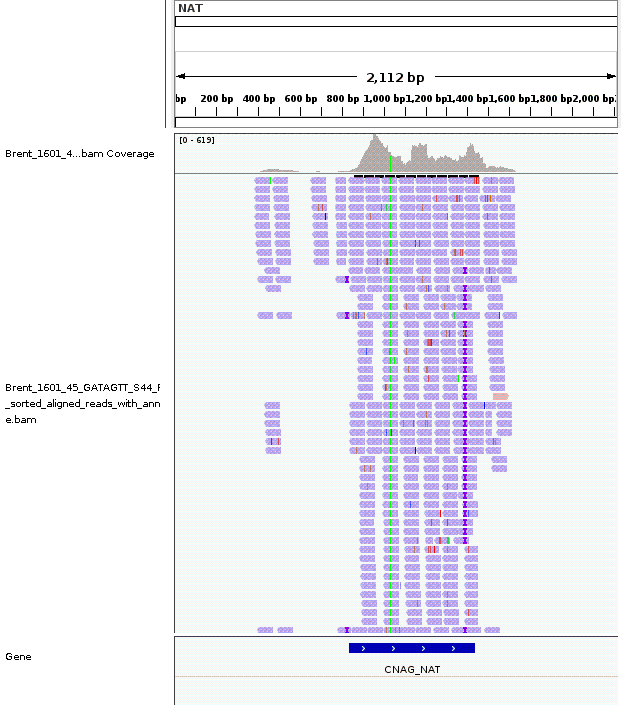 NAT
2,112 bp
bp 200 bp 400 bp 600 bp 800 bp 1,000 bp 1,200 bp 1,400 bp 1,600 bp 1,800 bp 2,000 bp
[0 - 619]
Brent_1601_4...bam Coverage
Brent_1601_45_GATAGTT_S44_
_sorted_aligned_reads_with_ann
e.bam
Gene
CNAG_NAT